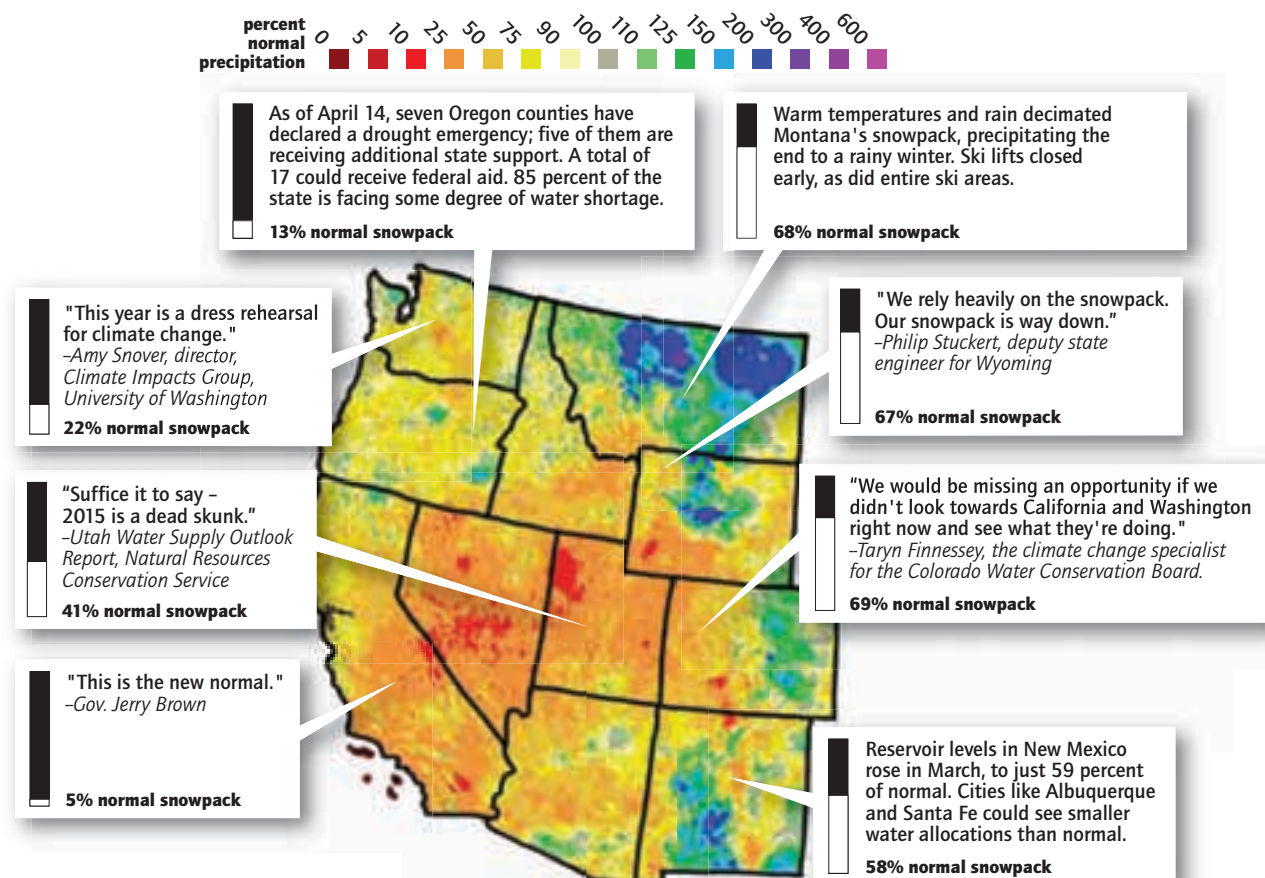 percent
normal
precipitation
0 5 10 25 50 75 90 100 110 125 150 200 300 400 600
As of April 14, seven Oregon counties have
declared a drought emergency; five of them are
receiving additional state support. A total of
17 could receive federal aid. 85 percent of the
state is facing some degree of water shortage.
13% normal snowpack
Warm temperatures and rain decimated
Montana's snowpack, precipitating the
end to a rainy winter. Ski lifts closed
early, as did entire ski areas.
68% normal snowpack
"This year is a dress rehearsal
for climate change."
–Amy Snover, director,
Climate Impacts Group,
University of Washington
22% normal snowpack
"We rely heavily on the snowpack.
Our snowpack is way down.”
–Philip Stuckert, deputy state
engineer for Wyoming
67% normal snowpack
“Suffice it to say –
2015 is a dead skunk.”
–Utah Water Supply Outlook
Report, Natural Resources
Conservation Service
41% normal snowpack
“We would be missing an opportunity if we
didn't look towards California and Washington
right now and see what they're doing."
–Taryn Finnessey, the climate change specialist
for the Colorado Water Conservation Board.
69% normal snowpack
"This is the new normal."
–Gov. Jerry Brown
5% normal snowpack
Reservoir levels in New Mexico
rose in March, to just 59 percent
of normal. Cities like Albuquerque
and Santa Fe could see smaller
water allocations than normal.
58% normal snowpack